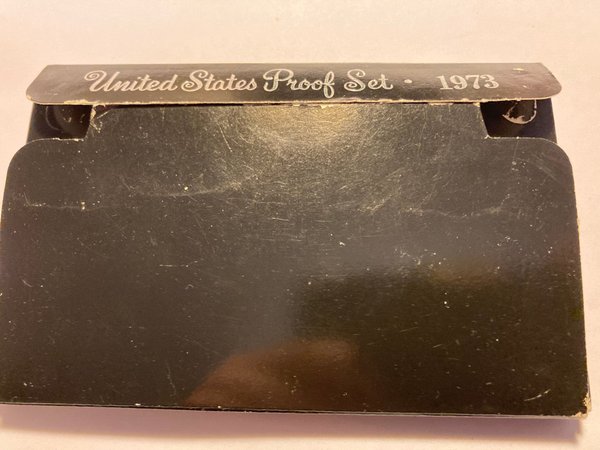 United States Proof Set • 1973